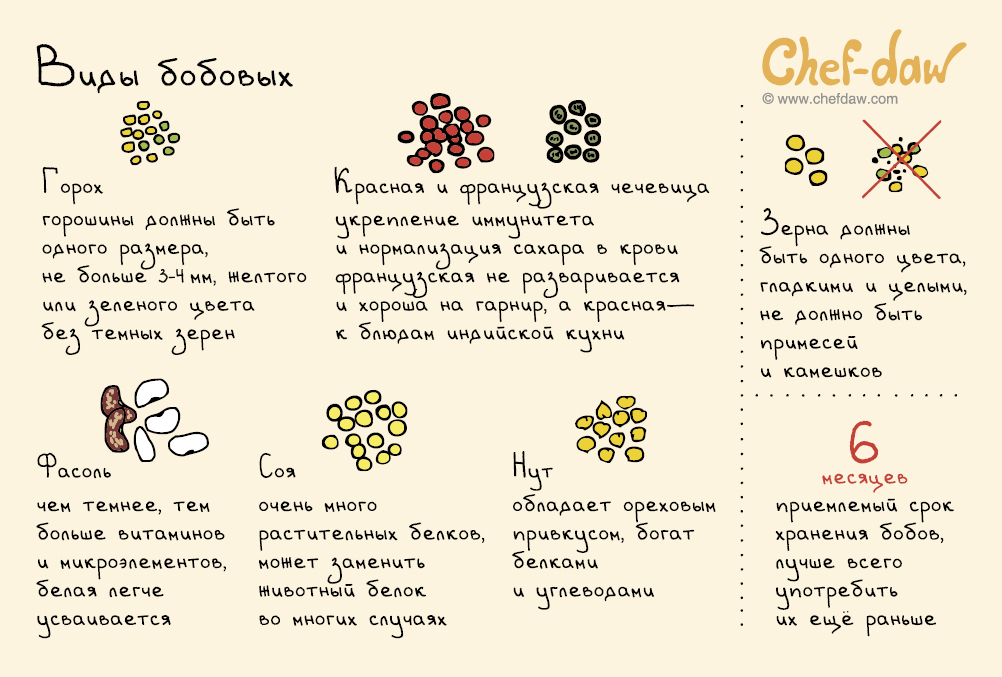 Виды бобовых
Chef-daw
© www.chefdaw.com
Горох
горошины должны быть
одного размера,
не больше 3-4 мм, желтого
или зеленого цвета
без темных зерен
Красная и французская чечевица
укрепление иммунитета
и нормализация сахара в крови
французская не разваривается
и хороша на гарнир, а красная—
к блюдам индийской кухни
Фасоль
чем темнее, тем
больше витаминов
и микроэлементов,
белая легче
усваивается
Соя
очень много
растительных белков,
может заменить
животный белок
во многих случаях
Нут
обладает ореховым
привкусом, богат
белками
и углеводами
Зерна должны
быть одного цвета,
гладкими и целыми,
не должно быть
примесей
и камешков
6
месяцев
приемлемый срок
хранения бобов,
лучше всего
употребить
их ещё раньше